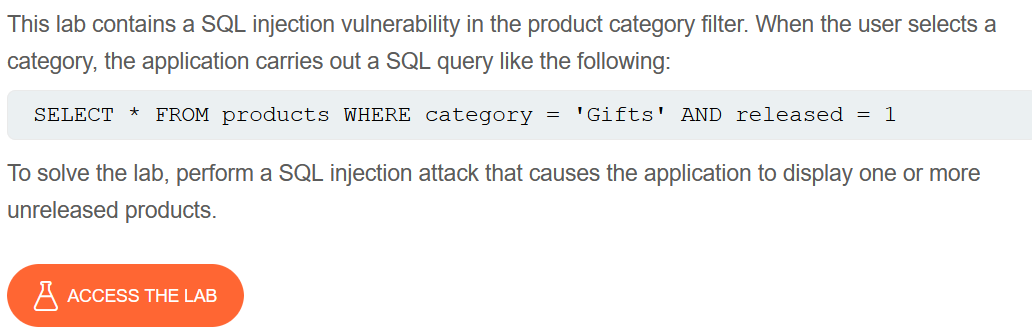 This lab contains a SQL injection vulnerability in the product category filter. When the user selects a
category, the application carries out a SQL query like the following:
SELECT * FROM products WHERE category = 'Gifts' AND released = 1
To solve the lab, perform a SQL injection attack that causes the application to display one or more
unreleased products.
ACCESS THE LAB